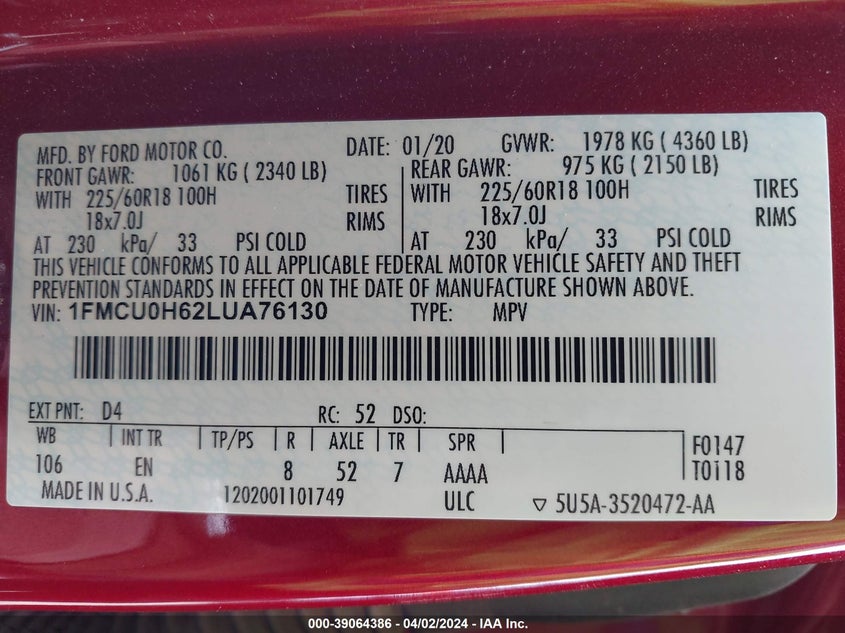 MFD. BY FORD MOTOR CO. DATE: 01/20 GVWR: 1978 KG ( 4360 LB)
FRONT GAWR: 1061 KG ( 2340 LB) REAR GAWR: 975 KG ( 2150 LB)
WITH 225/60R18 100H TIRES WITH 225/60R18 100H TIRES
18x7.0J RIMS 18x7.0J RIMS
AT 230 kPa/ 33 PSI COLD AT 230 kPa/ 33 PSI COLD
THIS VEHICLE CONFORMS TO ALL APPLICABLE FEDERAL MOTOR VEHICLE SAFETY AND THEFT
PREVENTION STANDARDS IN EFFECT ON THE DATE OF MANUFACTURE SHOWN ABOVE.
VIN: 1FMCU0H62LUA76130 TYPE: MPV
EXT PNT: D4 RC: 52 DSO:
WB INT TR TP/PS R AXLE TR SPR F0147
106 EN 8 52 7 AAAA T0118
MADE IN U.S.A. 1202001101749 ULC ▽ 5U5A-3520472-AA
000-39064386 - 04/02/2024 - IAA Inc.